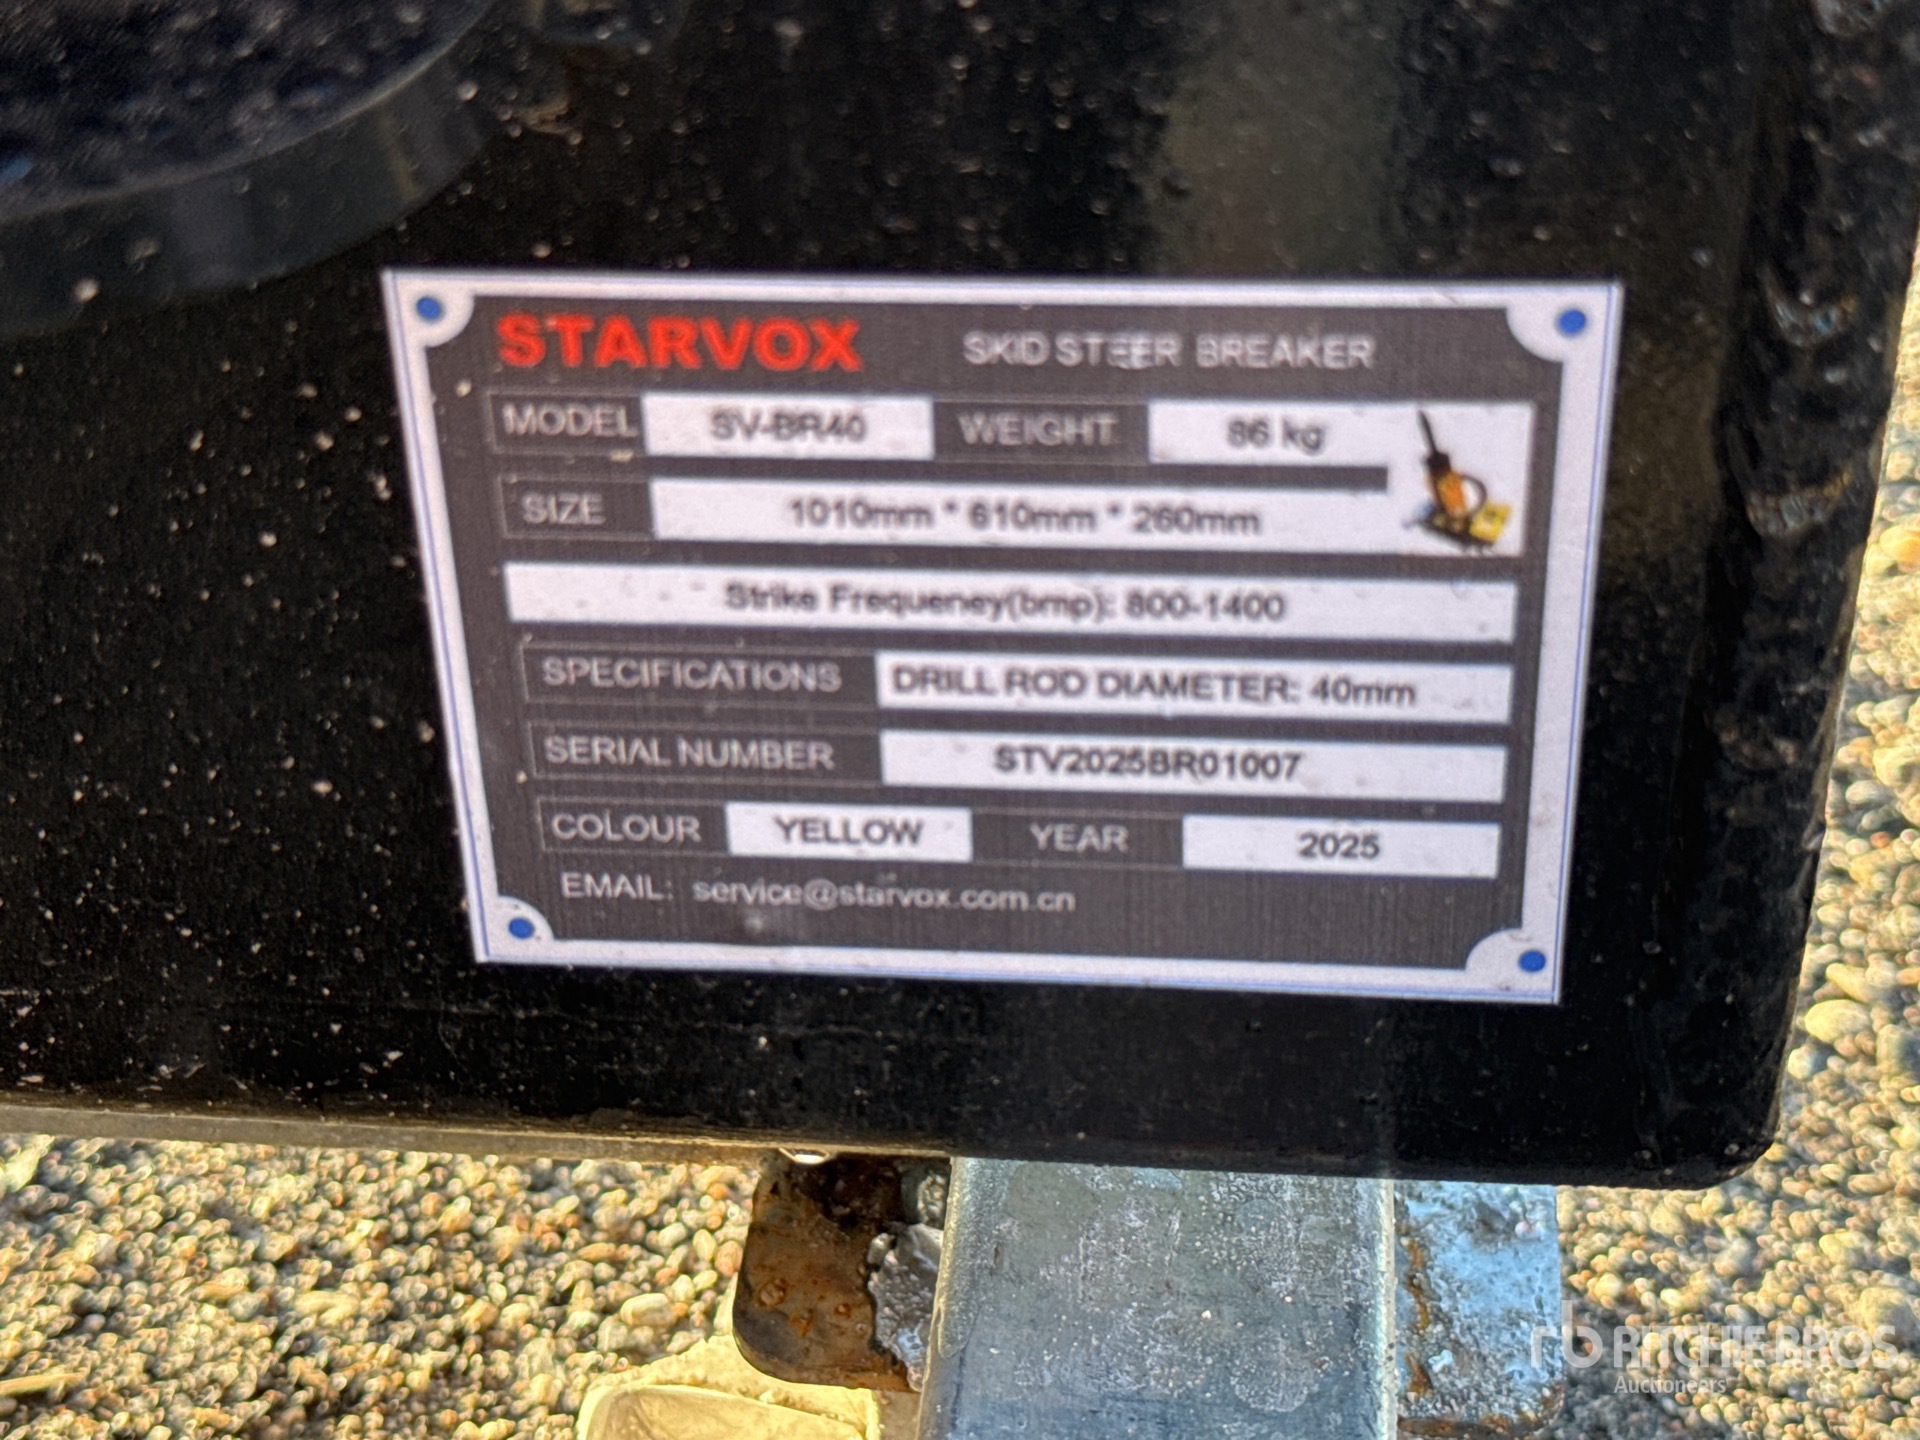 STARVOX SKID STEER BREAKER
MODEL SV-BR40 WEIGHT 86 kg
SIZE 1010mm * 610mm * 260mm
Strike Frequeney(bmp): 800-1400
SPECIFICATIONS DRILL ROD DIAMETER: 40mm
SERIAL NUMBER STV2025BR01007
COLOUR YELLOW YEAR 2025
EMAIL: service@starvox.com.cn
rb RITCHIE BROS.
Auctioneers